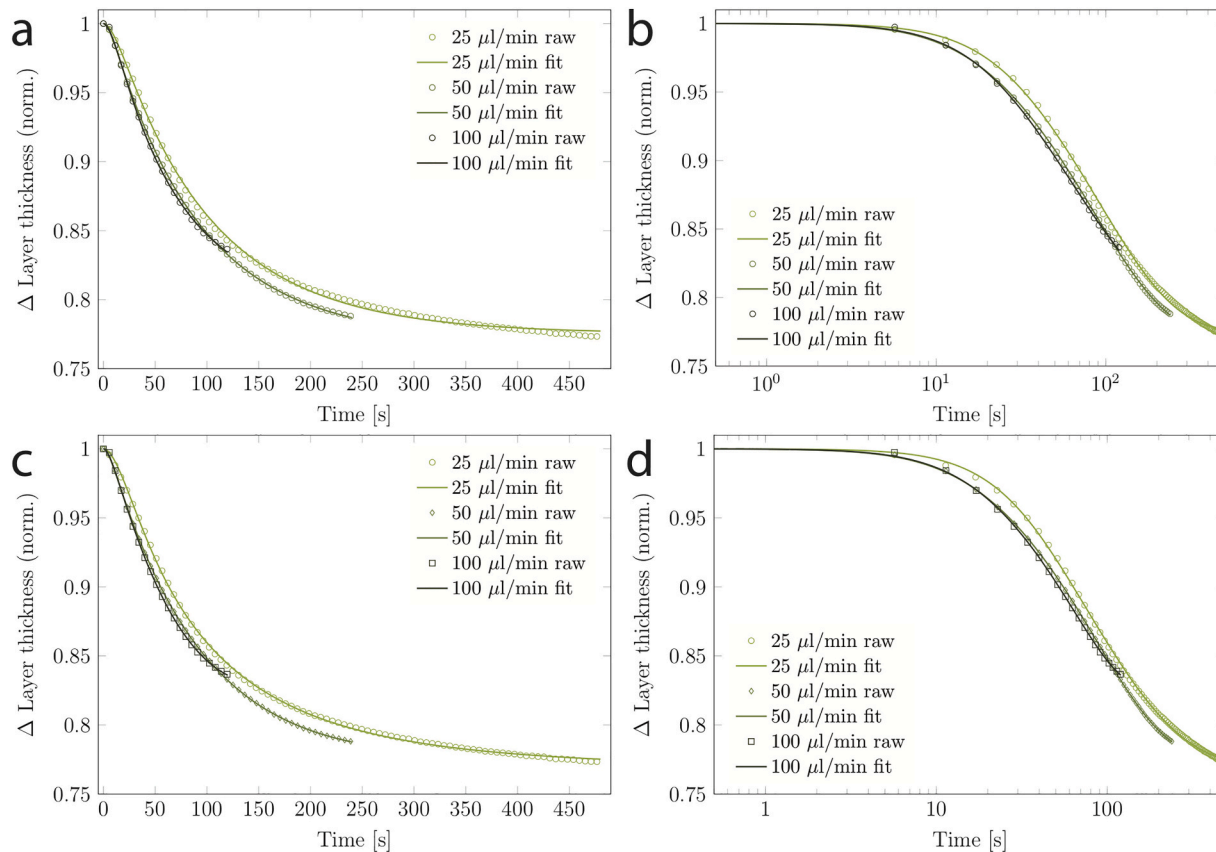 a
Δ Layer thickness (norm.)
1
0.95
0.9
0.85
0.8
0.75
0 50 100 150 200 250 300 350 400 450
Time [s]
25 µl/min raw
25 µl/min fit
50 µl/min raw
50 µl/min fit
100 µl/min raw
100 µl/min fit
b
Δ Layer thickness (norm.)
1
0.95
0.9
0.85
0.8
0.75
10⁰ 10¹ 10²
Time [s]
25 µl/min raw
25 µl/min fit
50 µl/min raw
50 µl/min fit
100 µl/min raw
100 µl/min fit
c
Δ Layer thickness (norm.)
1
0.95
0.9
0.85
0.8
0.75
0 50 100 150 200 250 300 350 400 450
Time [s]
25 µl/min raw
25 µl/min fit
50 µl/min raw
50 µl/min fit
100 µl/min raw
100 µl/min fit
d
Δ Layer thickness (norm.)
1
0.95
0.9
0.85
0.8
0.75
1 10 100
Time [s]
25 µl/min raw
25 µl/min fit
50 µl/min raw
50 µl/min fit
100 µl/min raw
100 µl/min fit